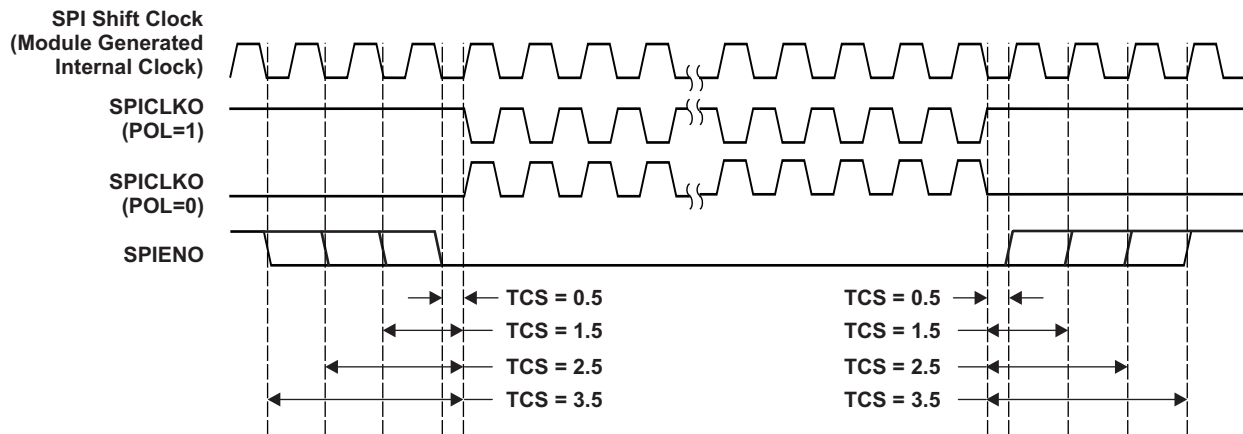 SPI Shift Clock
(Module Generated
Internal Clock)
SPICLKO
(POL=1)
SPICLKO
(POL=0)
SPIENO
TCS = 0.5
TCS = 0.5
TCS = 1.5
TCS = 1.5
TCS = 2.5
TCS = 2.5
TCS = 3.5
TCS = 3.5